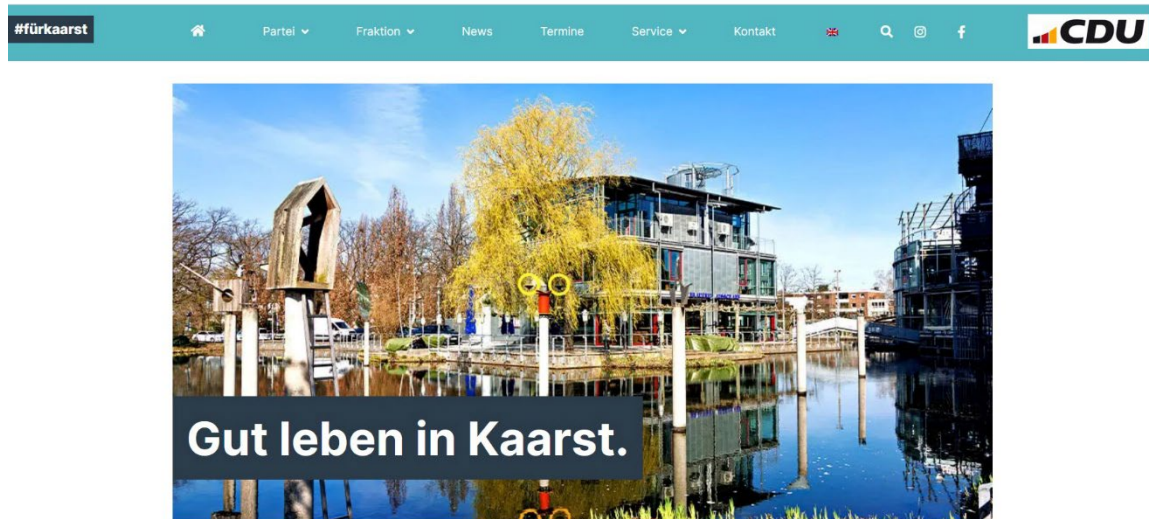 #fürkaarst
Partei
Fraktion
News
Termine
Service
Kontakt
CDU
Gut leben in Kaarst.